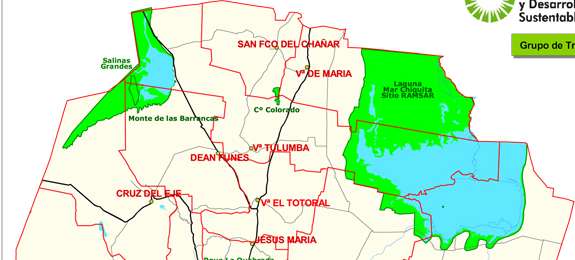 y Desarrol
Sustentable
Grupo de Tr
SAN FCO DEL CHAÑAR
Salinas
Grandes
Vª DE MARIA
Laguna
Mar Chiquita
Sitio RAMSAR
Cº Colorado
Monte de las Barrancas
Vª TULUMBA
DEAN FUNES
CRUZ DEL EJE
Vª EL TOTORAL
JESUS MARIA